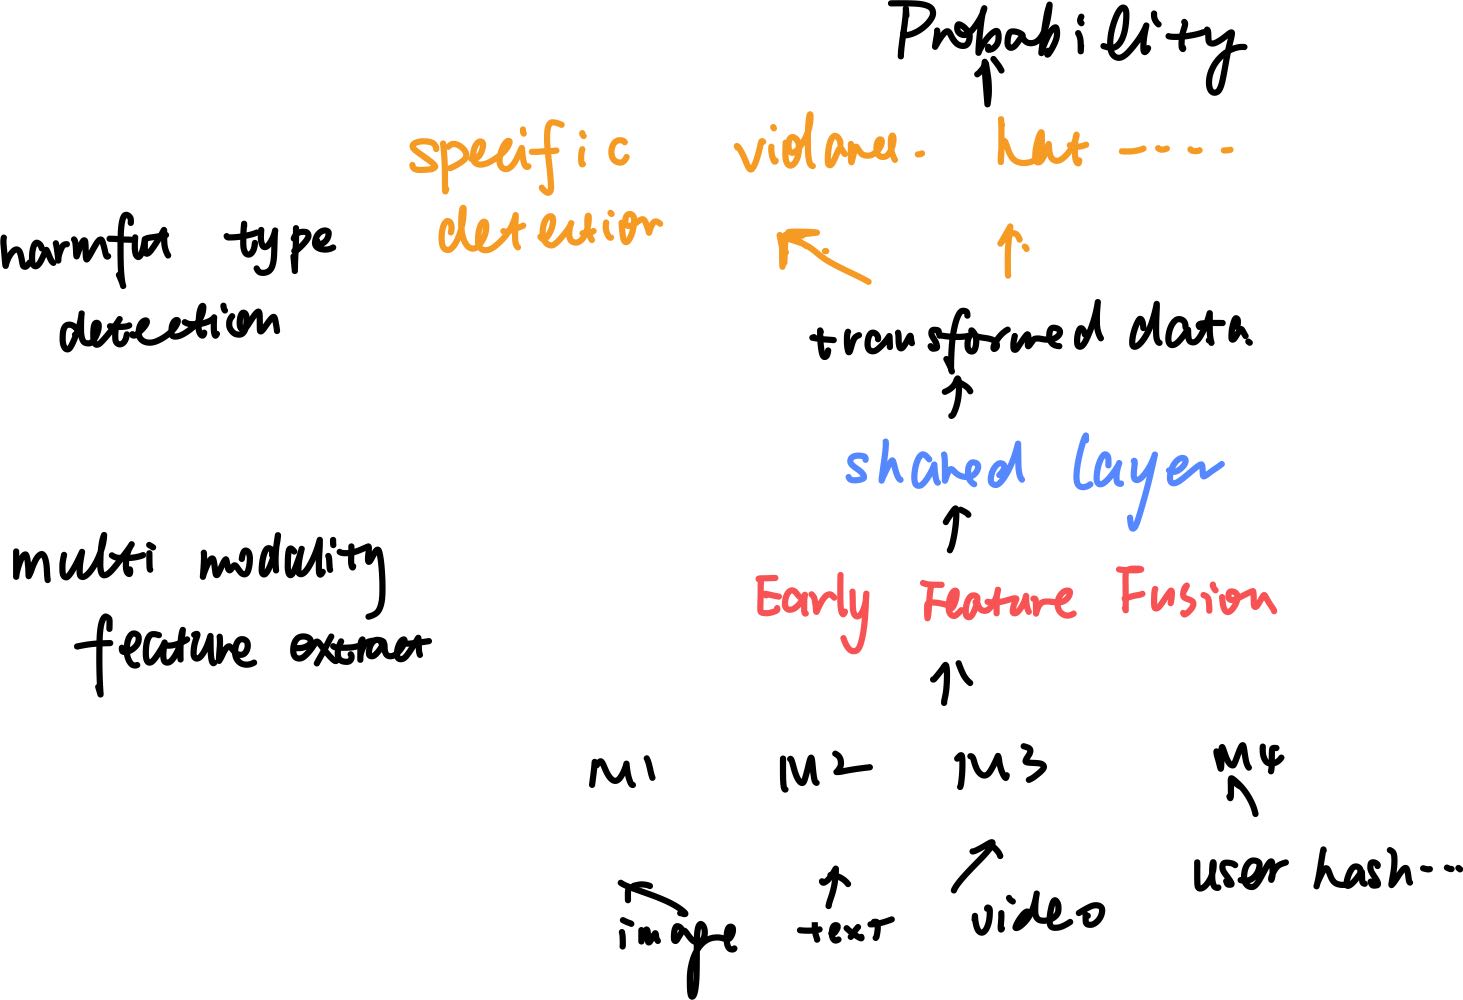 Probability
specific violance. hat ----
detection
harmful type
detection
transformed data
shared layer
multi modality
feature extract
Early Feature Fusion
M1 M2 M3 M4
user hash...
image text video